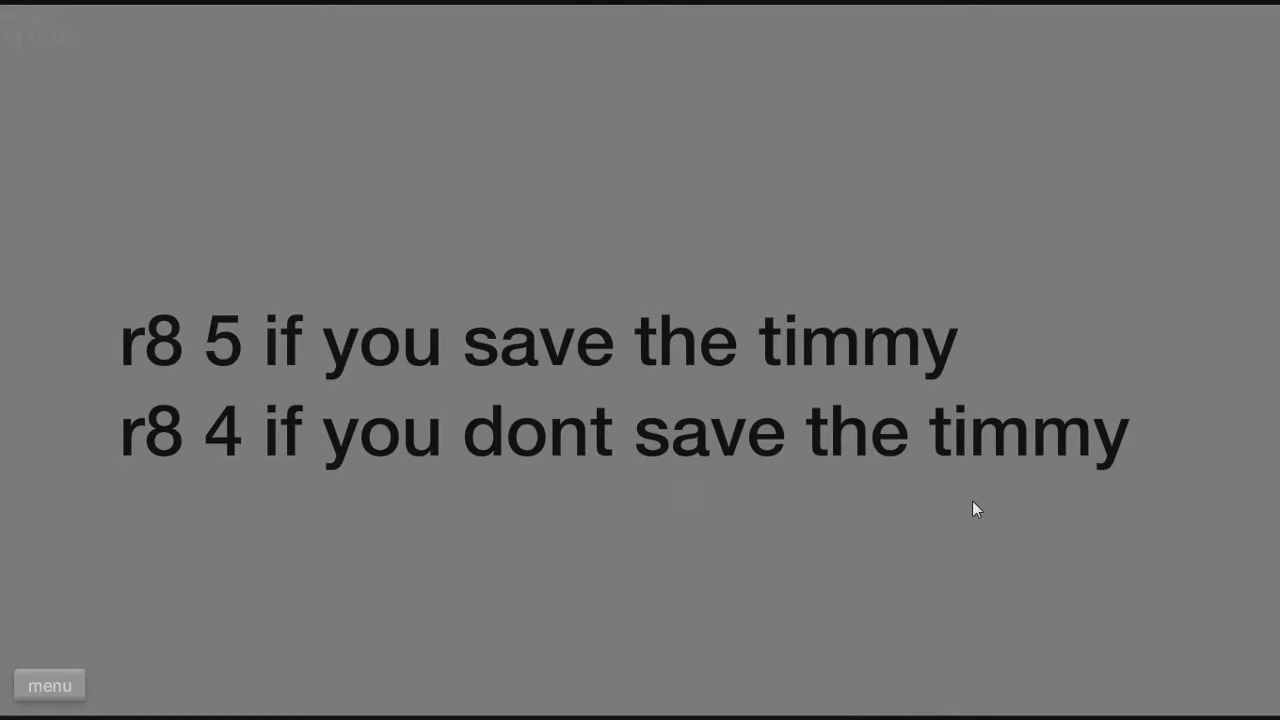 r8 5 if you save the timmy
r8 4 if you dont save the timmy
menu